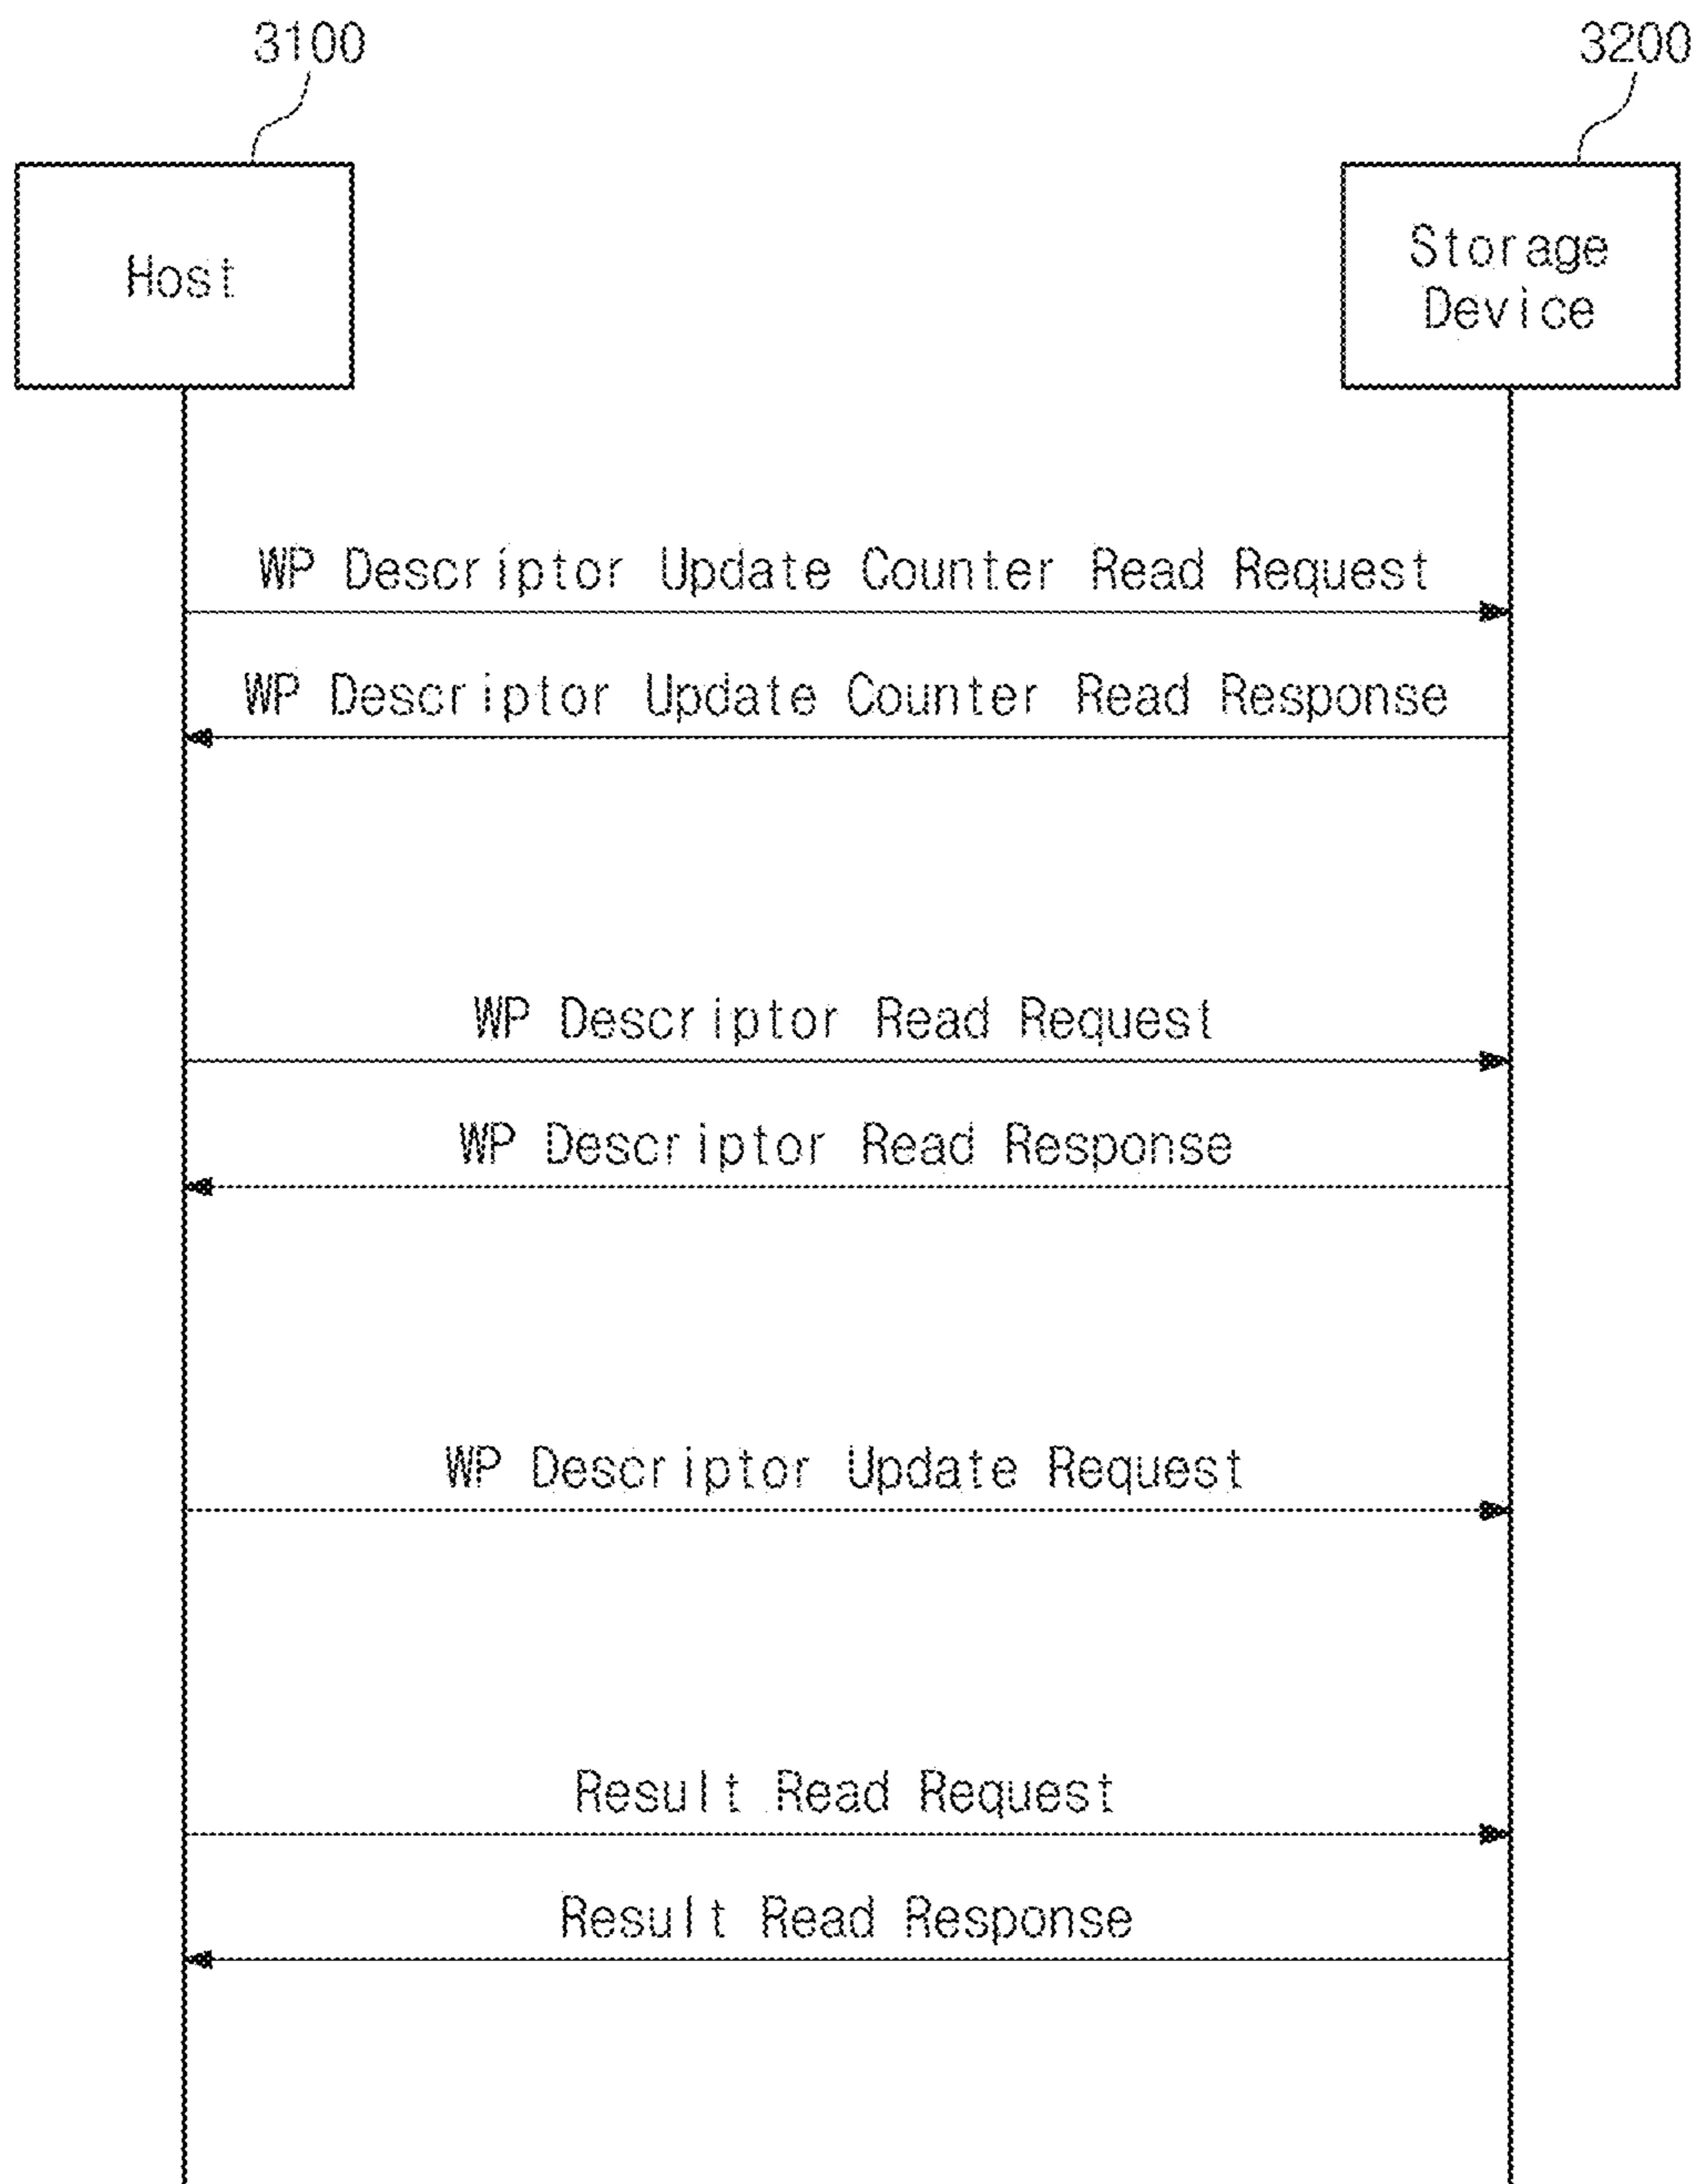 3100
3200
Host
Storage
Device
WP Descriptor Update Counter Read Request
WP Descriptor Update Counter Read Response
WP Descriptor Read Request
WP Descriptor Read Response
WP Descriptor Update Request
Result Read Request
Result Read Response